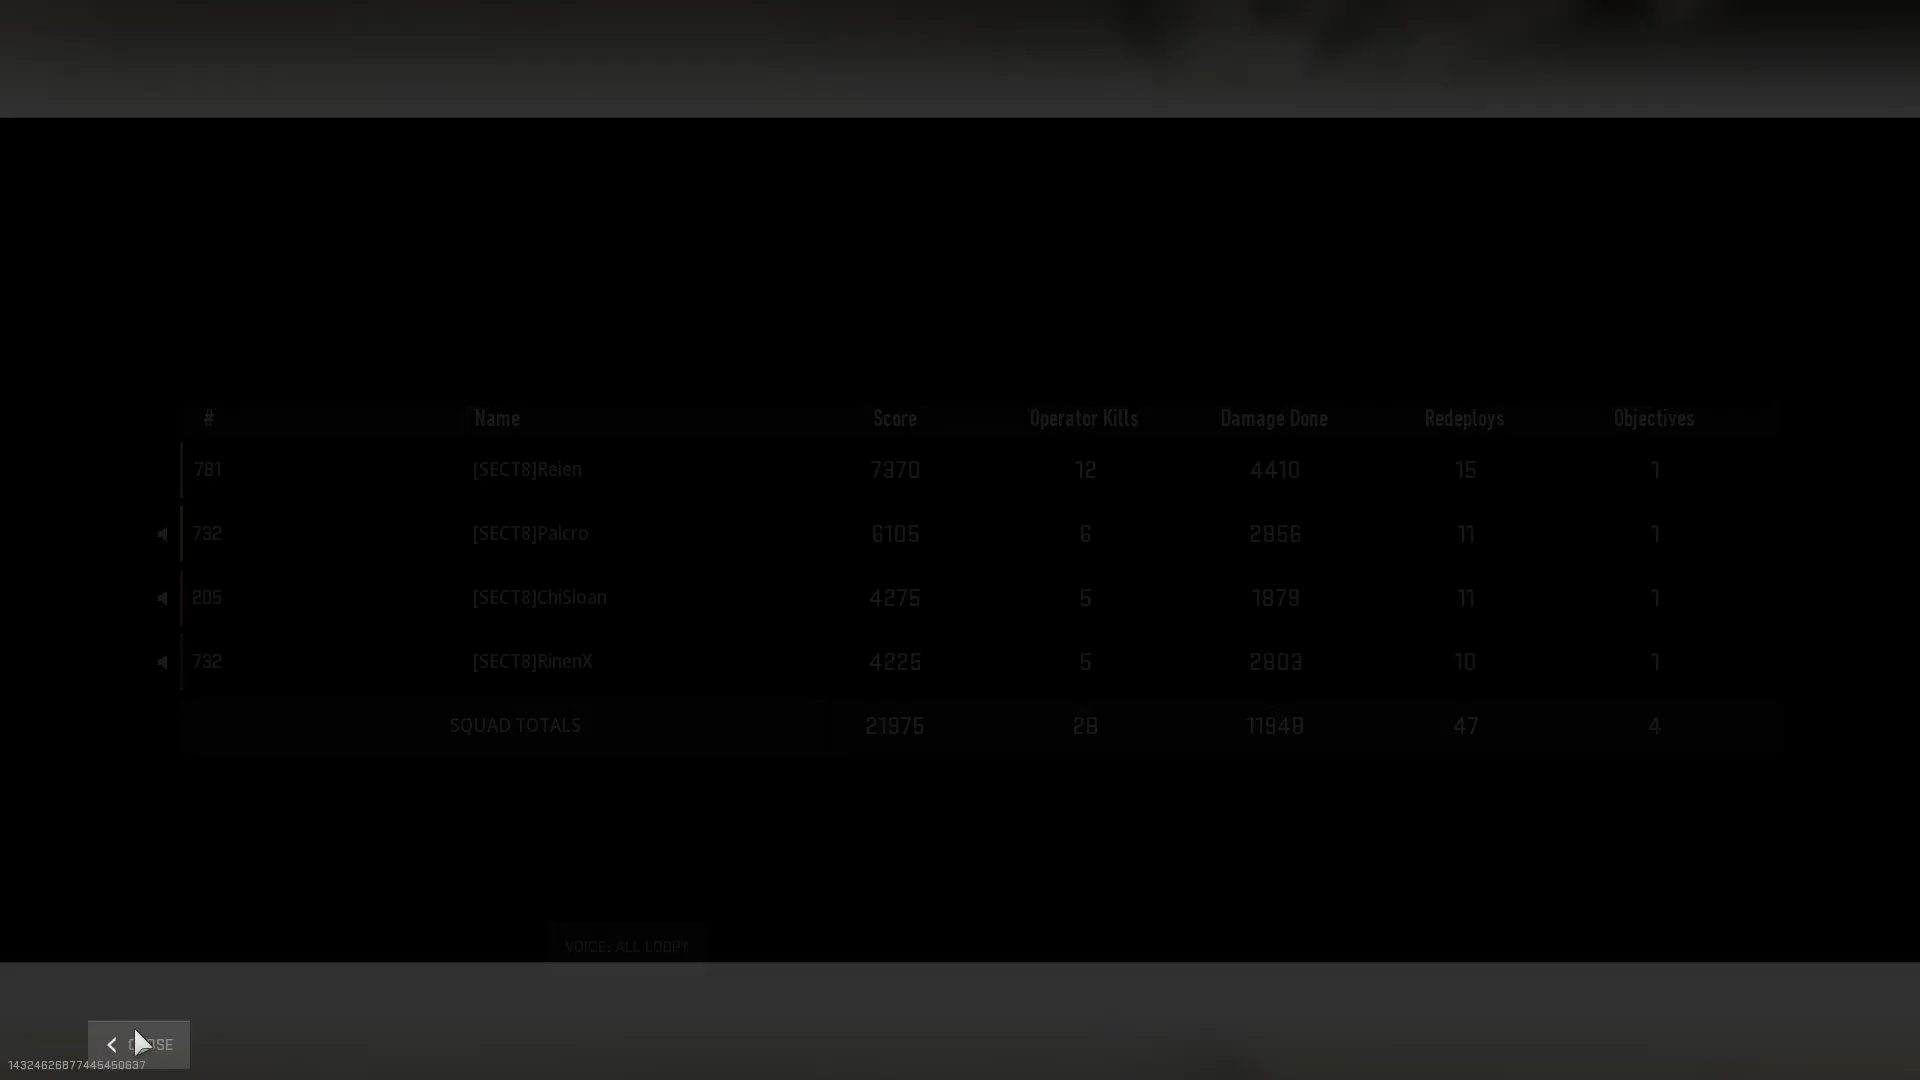 # Name Score Operator Kills Damage Done Redeploys Objectives
781 [SECT8]Reien 7370 12 4410 15 1
732 [SECT8]Palcro 6105 6 2856 11 1
205 [SECT8]ChiSloan 4275 5 1879 11 1
732 [SECT8]RinenX 4225 5 2803 10 1
SQUAD TOTALS 21975 28 11948 47 4
VOICE: ALL LOBBY
14324626877445450637